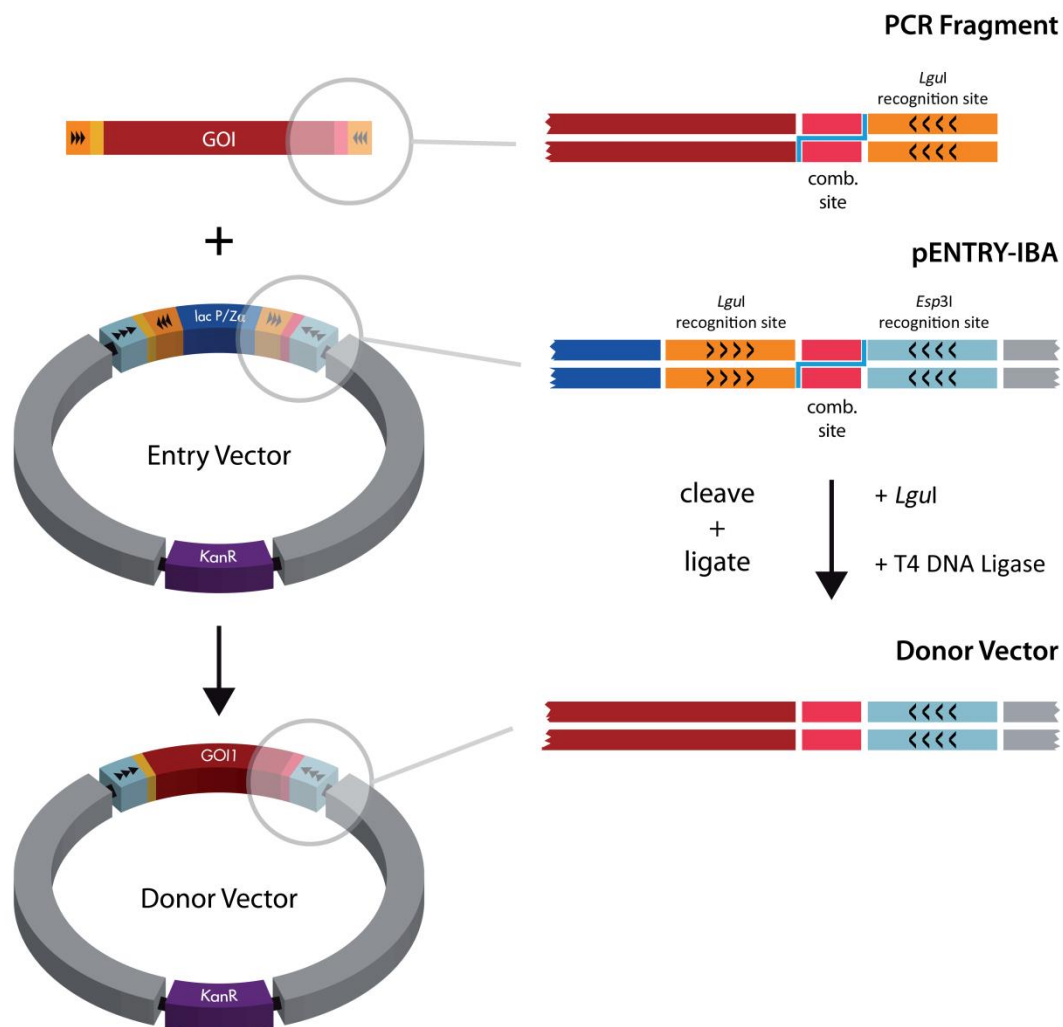 PCR Fragment
LguI
recognition site
GOI
comb.
site
+
pENTRY-IBA
LguI
recognition site
Esp3I
recognition site
lac P/Zα
comb.
site
Entry Vector
cleave
+
ligate
+ LguI
+ T4 DNA Ligase
KanR
Donor Vector
GOI1
Donor Vector
KanR